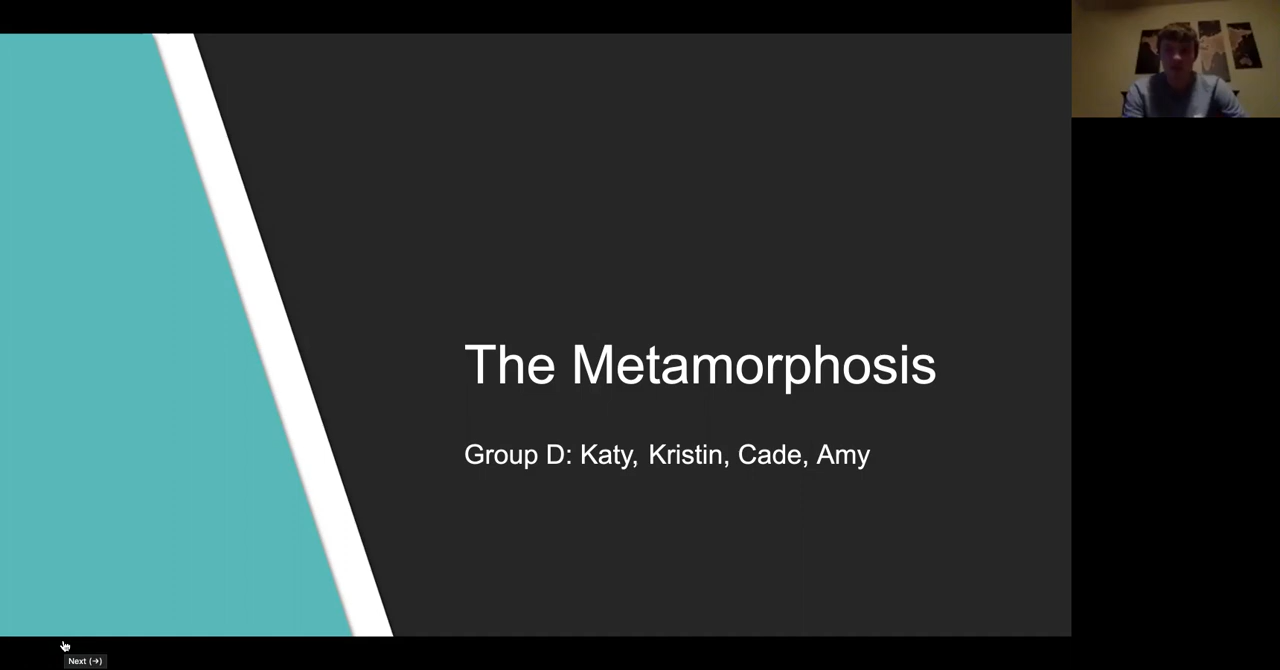 The Metamorphosis
Group D: Katy, Kristin, Cade, Amy
Next (→)